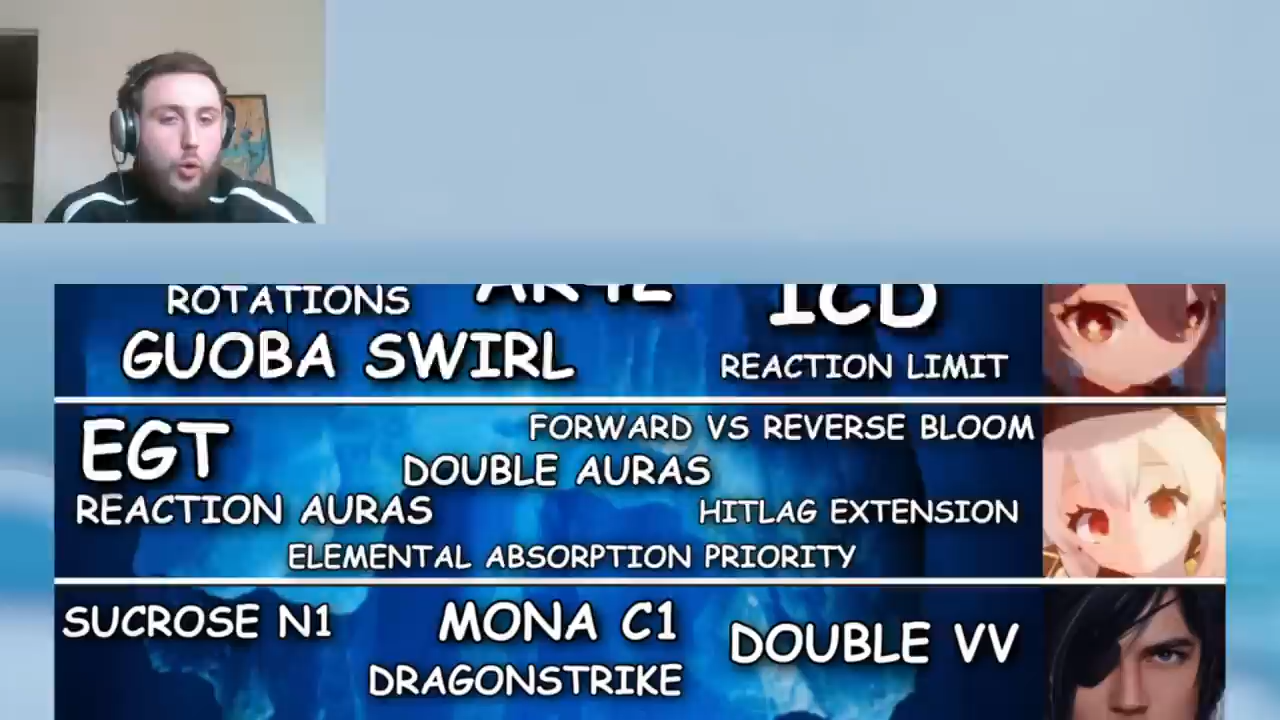 ROTATIONS
ICD
GUOBA SWIRL
REACTION LIMIT
EGT
FORWARD VS REVERSE BLOOM
DOUBLE AURAS
REACTION AURAS
HITLAG EXTENSION
ELEMENTAL ABSORPTION PRIORITY
SUCROSE N1
MONA C1
DOUBLE VV
DRAGONSTRIKE